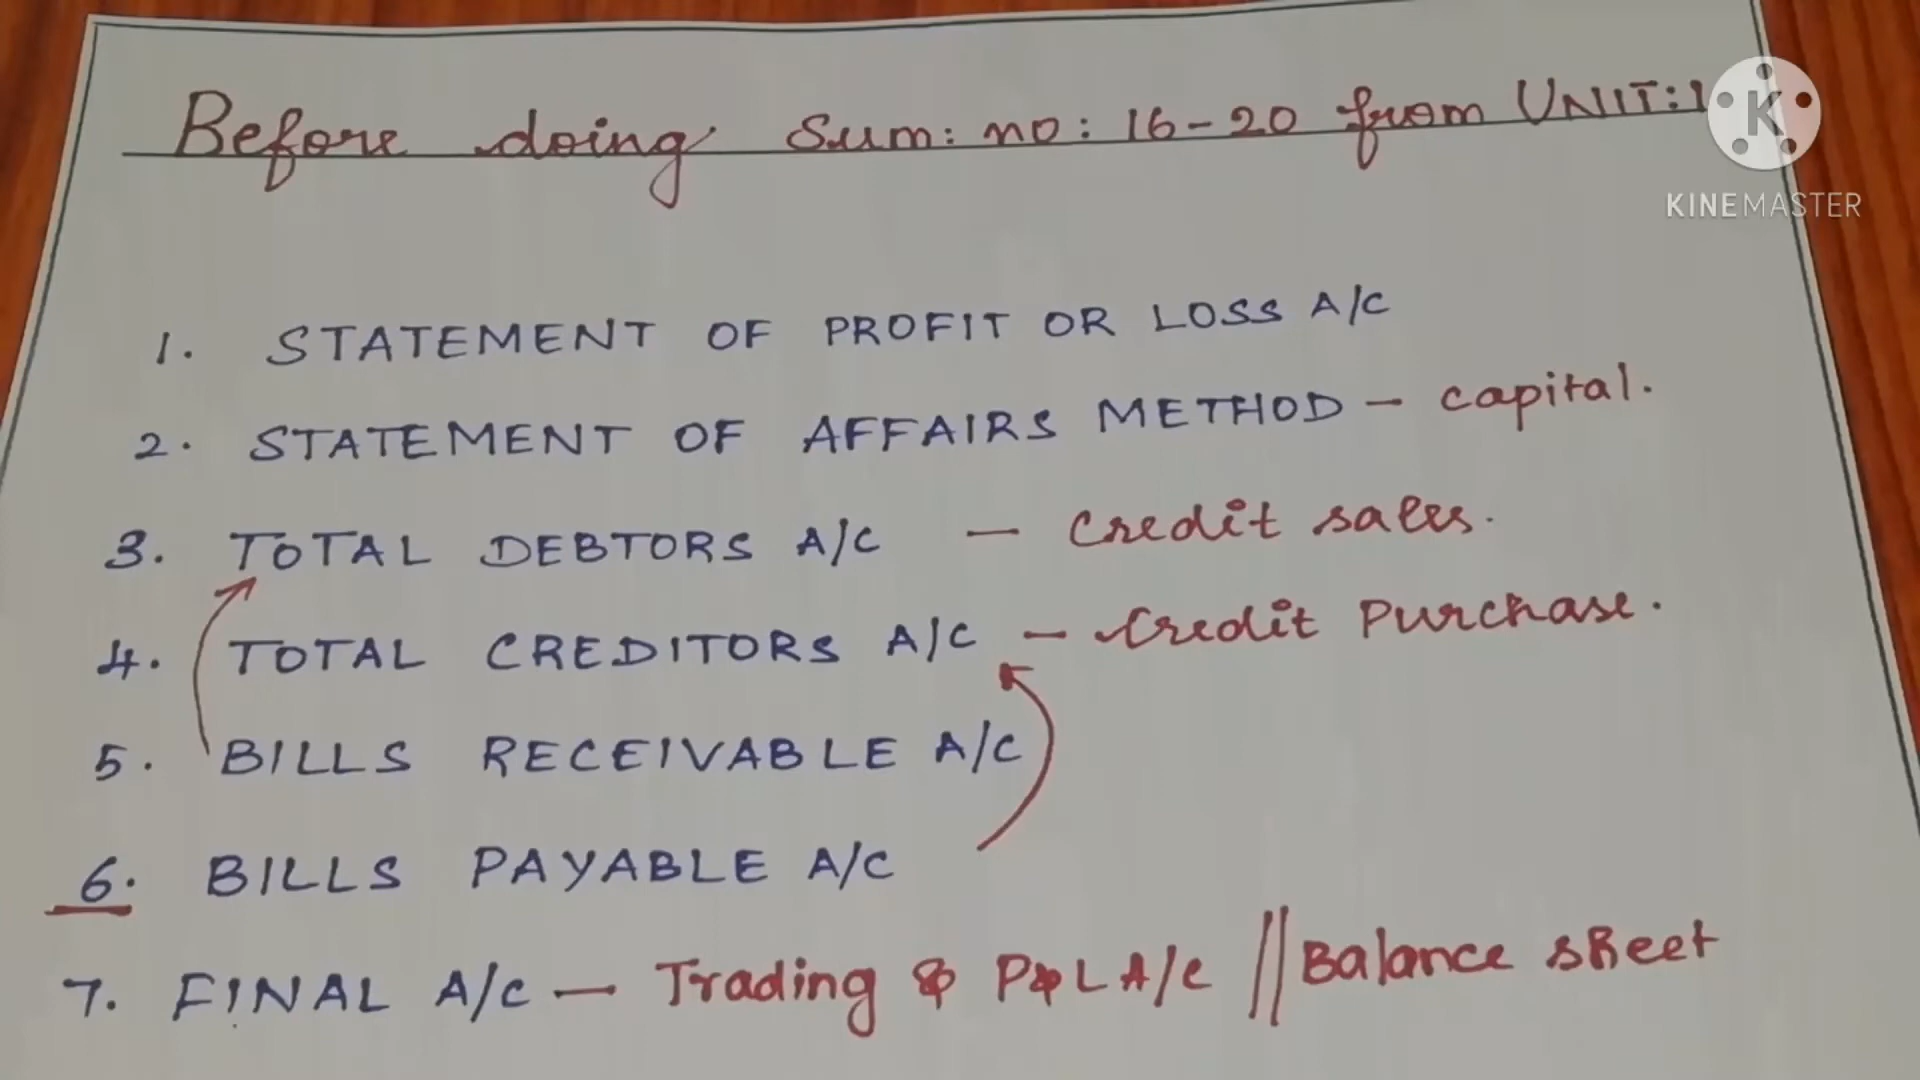 Before doing Sum: no: 16-20 from UNIT:1
K
KINEMASTER
1. STATEMENT OF PROFIT OR LOSS A/C
2. STATEMENT OF AFFAIRS METHOD - capital.
3. TOTAL DEBTORS A/C - Credit sales.
4. TOTAL CREDITORS A/C - Credit Purchase.
5. BILLS RECEIVABLE A/C
6. BILLS PAYABLE A/C
7. FINAL A/C - Trading & P&L A/C || Balance sheet